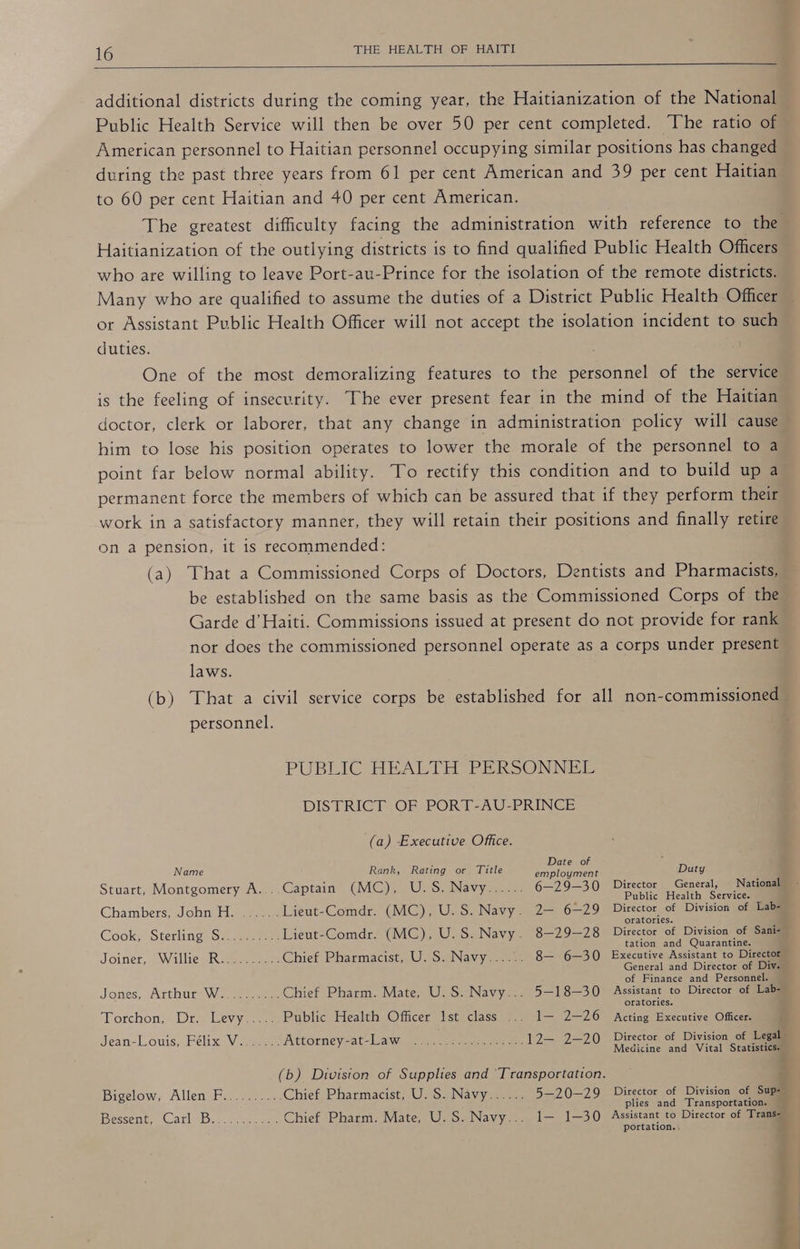 16 THE HEALTH OF HAITI
additional districts during the coming year, the Haitianization of the National
Public Health Service will then be over 50 per cent completed. The ratio of
American personnel to Haitian personnel occupying similar positions has changed
during the past three years from 61 per cent American and 39 per cent Haitian
to 60 per cent Haitian and 40 per cent American.
The greatest difficulty facing the administration with reference to the
Haitianization of the outlying districts is to find qualified Public Health Officers
who are willing to leave Port-au-Prince for the isolation of the remote districts.
Many who are qualified to assume the duties of a District Public Health Officer
or Assistant Public Health Officer will not accept the isolation incident to such
duties.
One of the most demoralizing features to the personnel of the service
is the feeling of insecurity. The ever present fear in the mind of the Haitian
doctor, clerk or laborer, that any change in administration policy will cause
him to lose his position operates to lower the morale of the personnel to a
point far below normal ability. To rectify this condition and to build up a
permanent force the members of which can be assured that if they perform their
work in a satisfactory manner, they will retain their positions and finally retire
on a pension, it is recommended:
(a) That a Commissioned Corps of Doctors, Dentists and Pharmacists,
be established on the same basis as the Commissioned Corps of the
Garde d'Haiti. Commissions issued at present do not provide for rank
nor does the commissioned personnel operate as a corps under present
laws.
(b) That a civil service corps be established for all non-commissioned
personnel.
PUBLIC HEALTH PERSONNEL
DISTRICT OF PORT-AU-PRINCE
(a) Executive Office.
Name Rank, Rating or Title Date of employment Duty
Stuart, Montgomery A... Captain (MC), U. S. Navy...... 6—29—30 Director General, National
Public Health Service.
Chambers, John H. ...... Lieut-Comdr. (MC), U. S. Navy. 2— 6—29 Director of Division of Lab-
oratories.
Cook, Sterling S.......... Lieut-Comdr. (MC), U. S. Navy. 8—29—28 Director of Division of Sani-
tation and Quarantine.
Joiner, Willie R.......... Chief Pharmacist, U. S. Navy...... 8— 6—30 Executive Assistant to Director
General and Director of Div.
of Finance and Personnel.
Jones, Arthur W.......... Chief Pharm. Mate, U. S. Navy... 5—18—30 Assistant to Director of Lab-
oratories.
Torchon, Dr. Levy..... Public Health Officer 1st class ... 1— 2—26 Acting Executive Officer.
Jean-Louis, Félix V....... Attorney-at-Law .................. 12— 2—20 Director of Division of Legal
Medicine and Vital Statistics.
(b) Division of Supplies and Transportation.
Bigelow, Allen F......... Chief Pharmacist, U. S. Navy...... 5—20—29 Director of Division of Sup-
plies and Transportation.
Bessent, Carl B........... Chief Pharm. Mate, U. S. Navy... 1— 1—30 Assistant to Director of Trans-
portation.